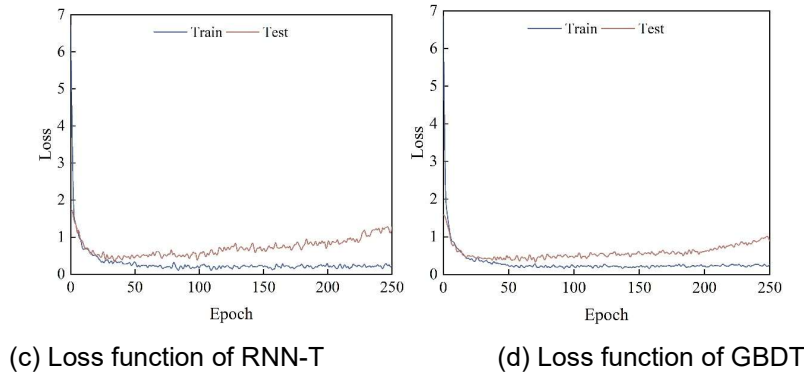 7
6
5
4
3
2
1
0
Loss
Train
Test
0
50
100
150
200
250
Epoch
(c) Loss function of RNN-T
7
6
5
4
3
2
1
0
Loss
Train
Test
0
50
100
150
200
250
Epoch
(d) Loss function of GBDT